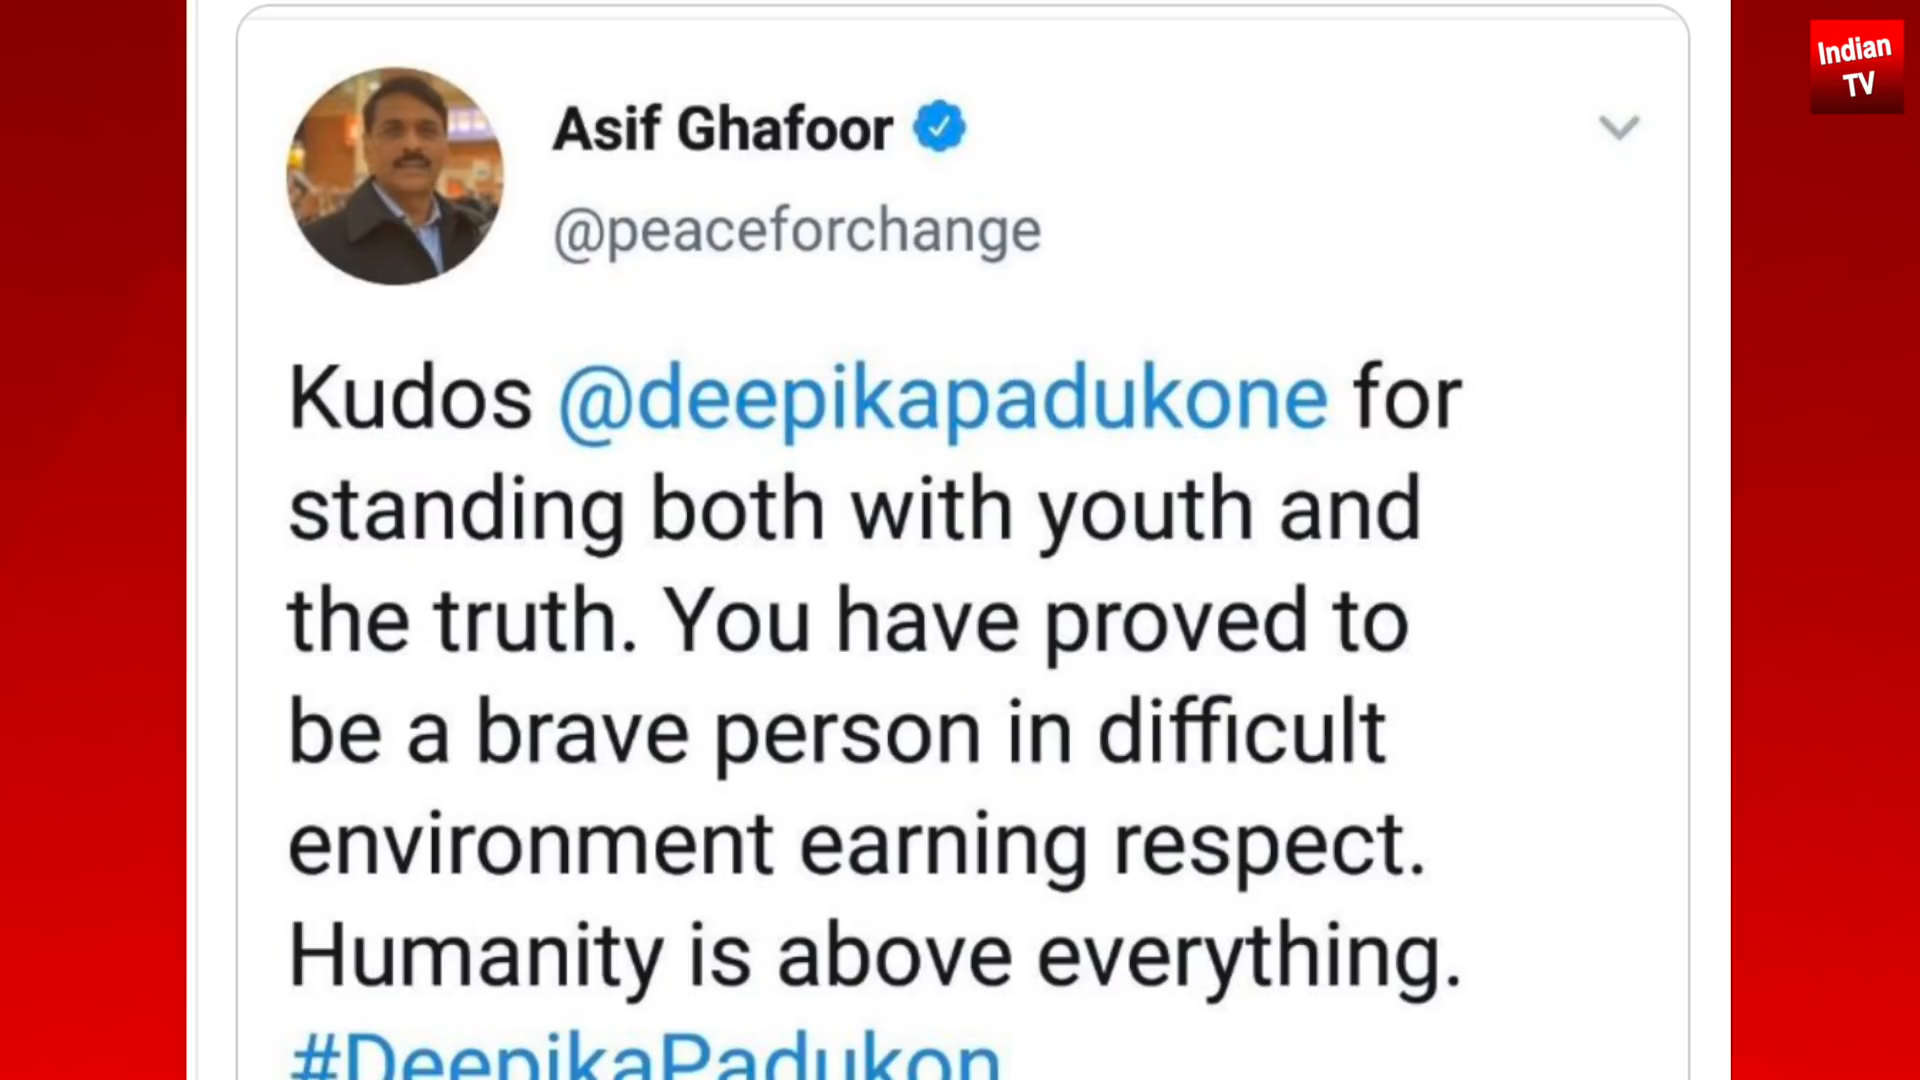 Indian
TV
Asif Ghafoor
@peaceforchange
Kudos @deepikapadukone for
standing both with youth and
the truth. You have proved to
be a brave person in difficult
environment earning respect.
Humanity is above everything.
#DeepikaPadukon